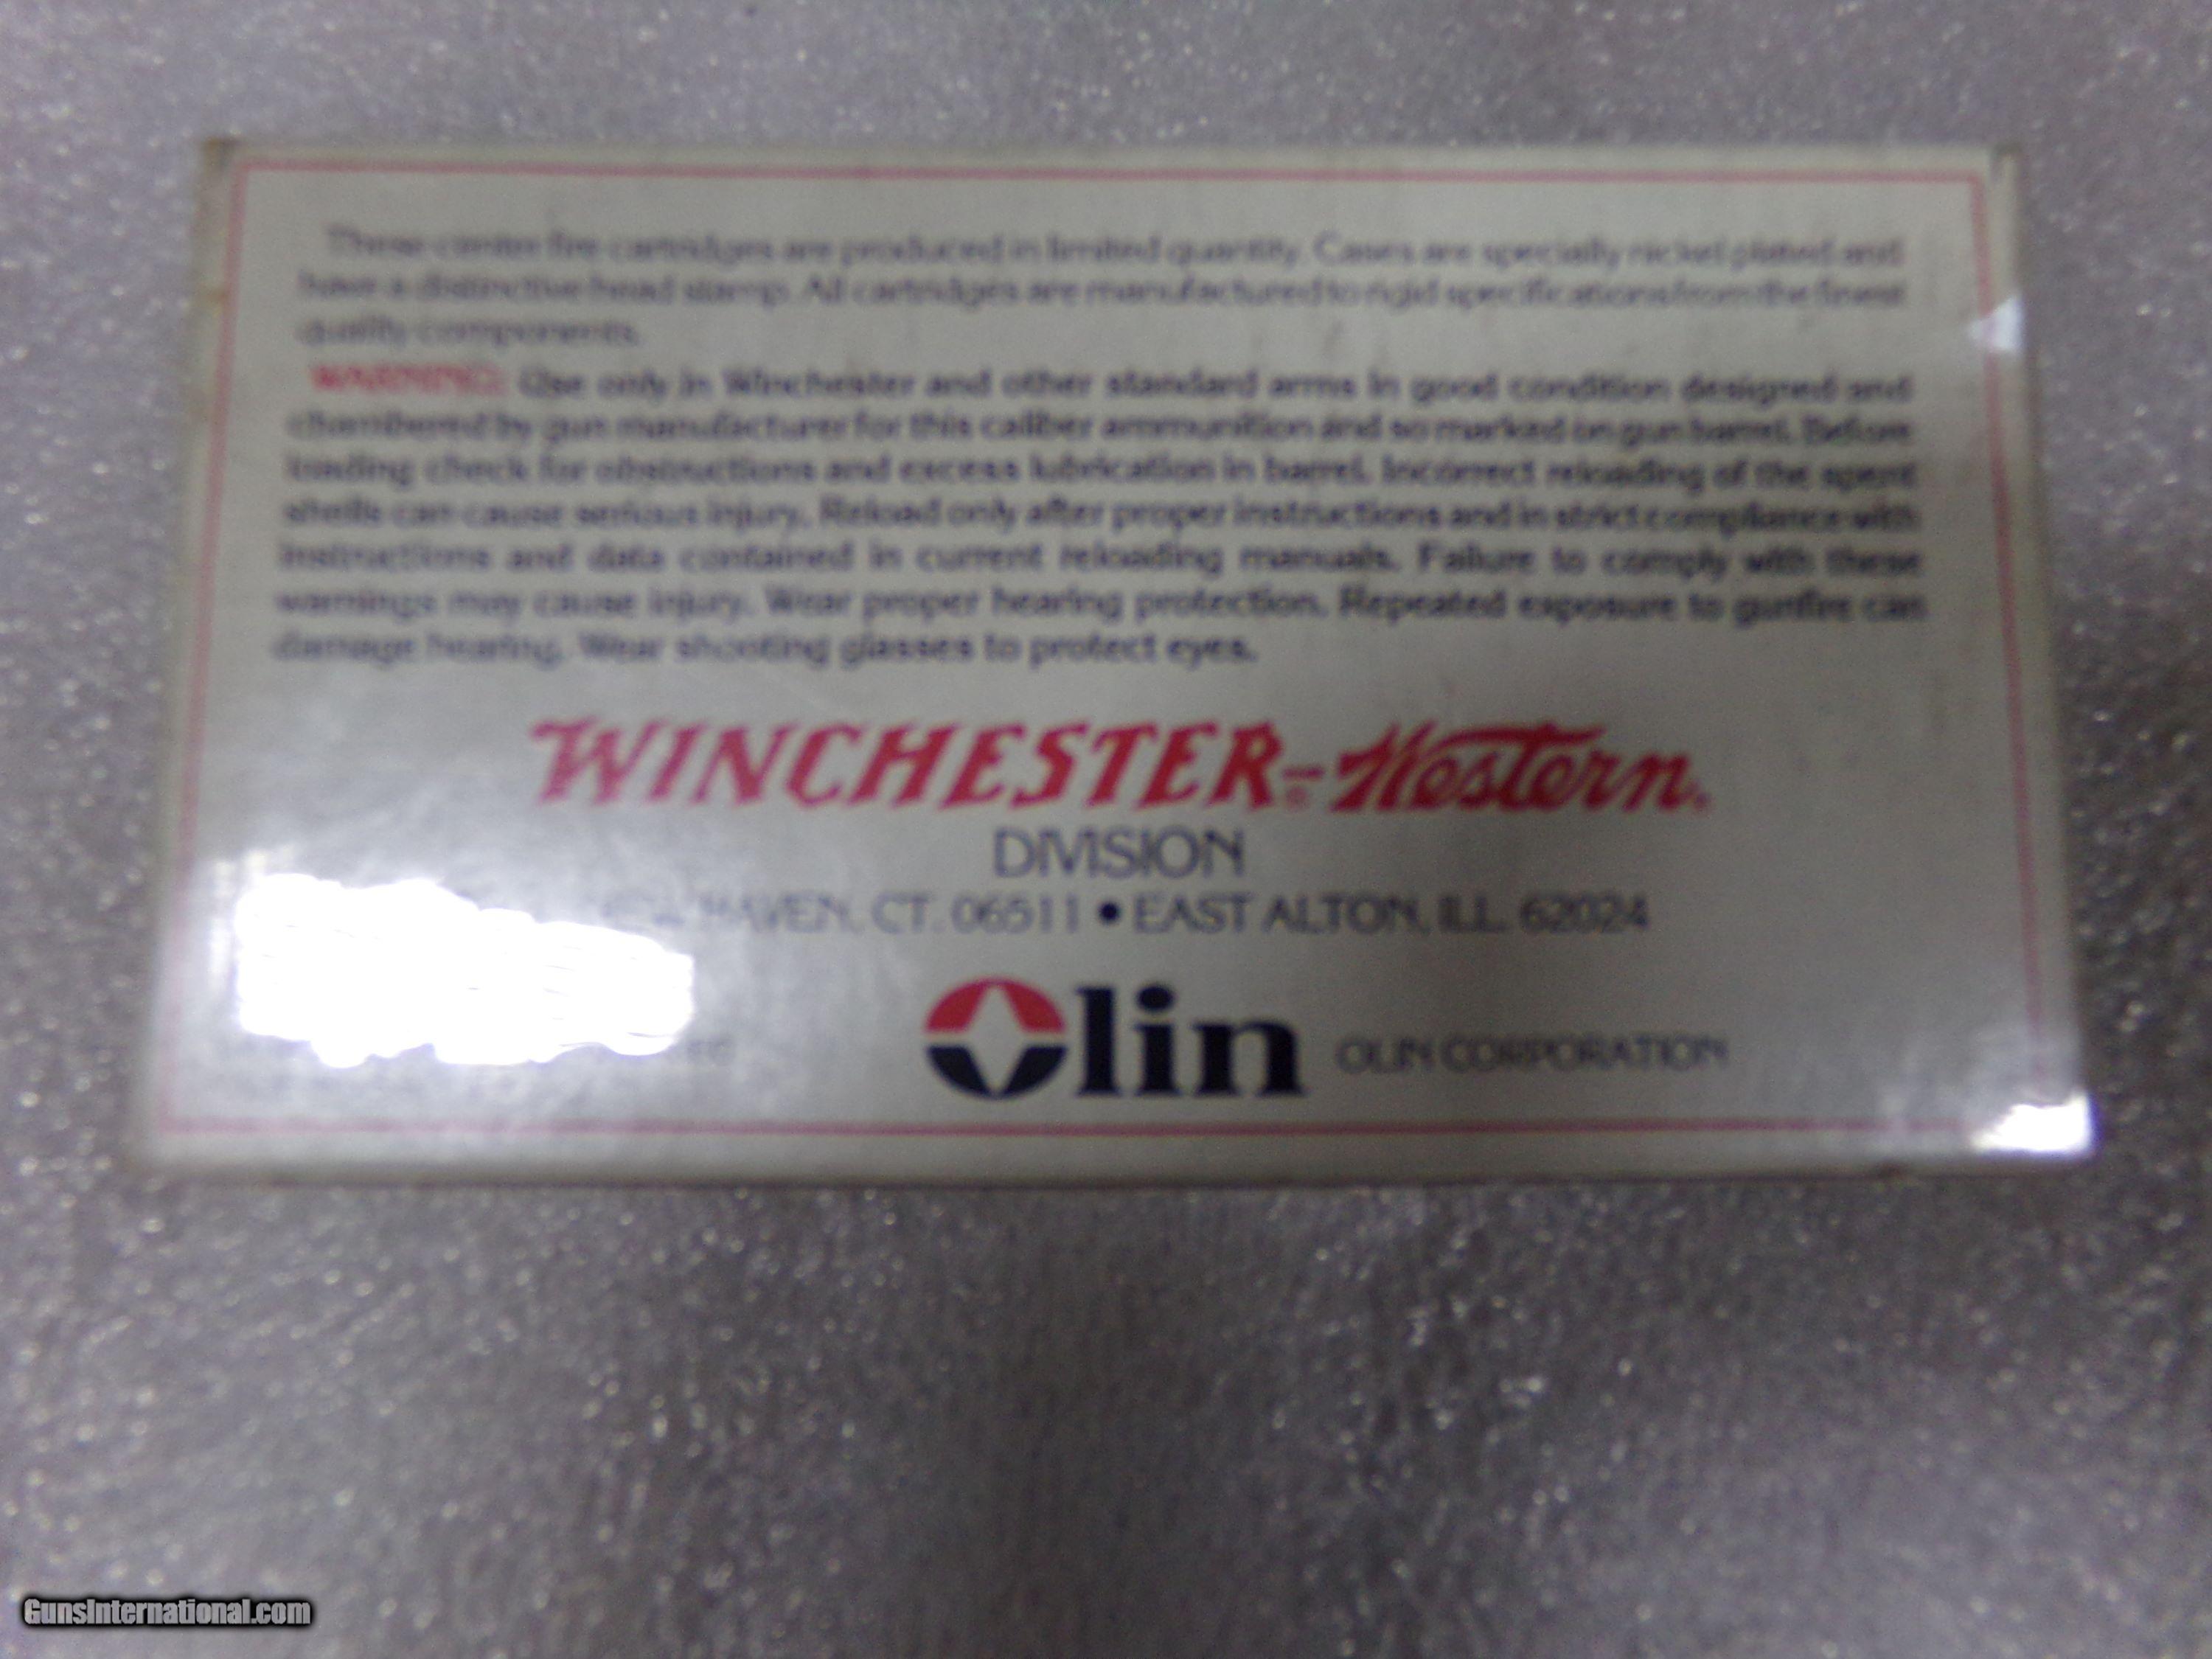 These center fire cartridges are produced in limited quantity. Cases are specially nickel plated and
have a distinctive head stamp. All cartridges are manufactured to rigid specifications from the finest
quality components.
WARNING: Use only in Winchester and other standard arms in good condition designed and
chambered by gun manufacturer for this caliber ammunition and so marked on gun barrel. Before
loading check for obstructions and excess lubrication in barrel. Incorrect reloading of the spent
shells can cause serious injury. Reload only after proper instructions and in strict compliance with
instructions and data contained in current reloading manuals. Failure to comply with these
warnings may cause injury. Wear proper hearing protection. Repeated exposure to gunfire can
damage hearing. Wear shooting glasses to protect eyes.
WINCHESTER®-Western.
DIVISION
HAVEN, CT. 06511 • EAST ALTON, ILL. 62024
Olin OLIN CORPORATION
GunsInternational.com